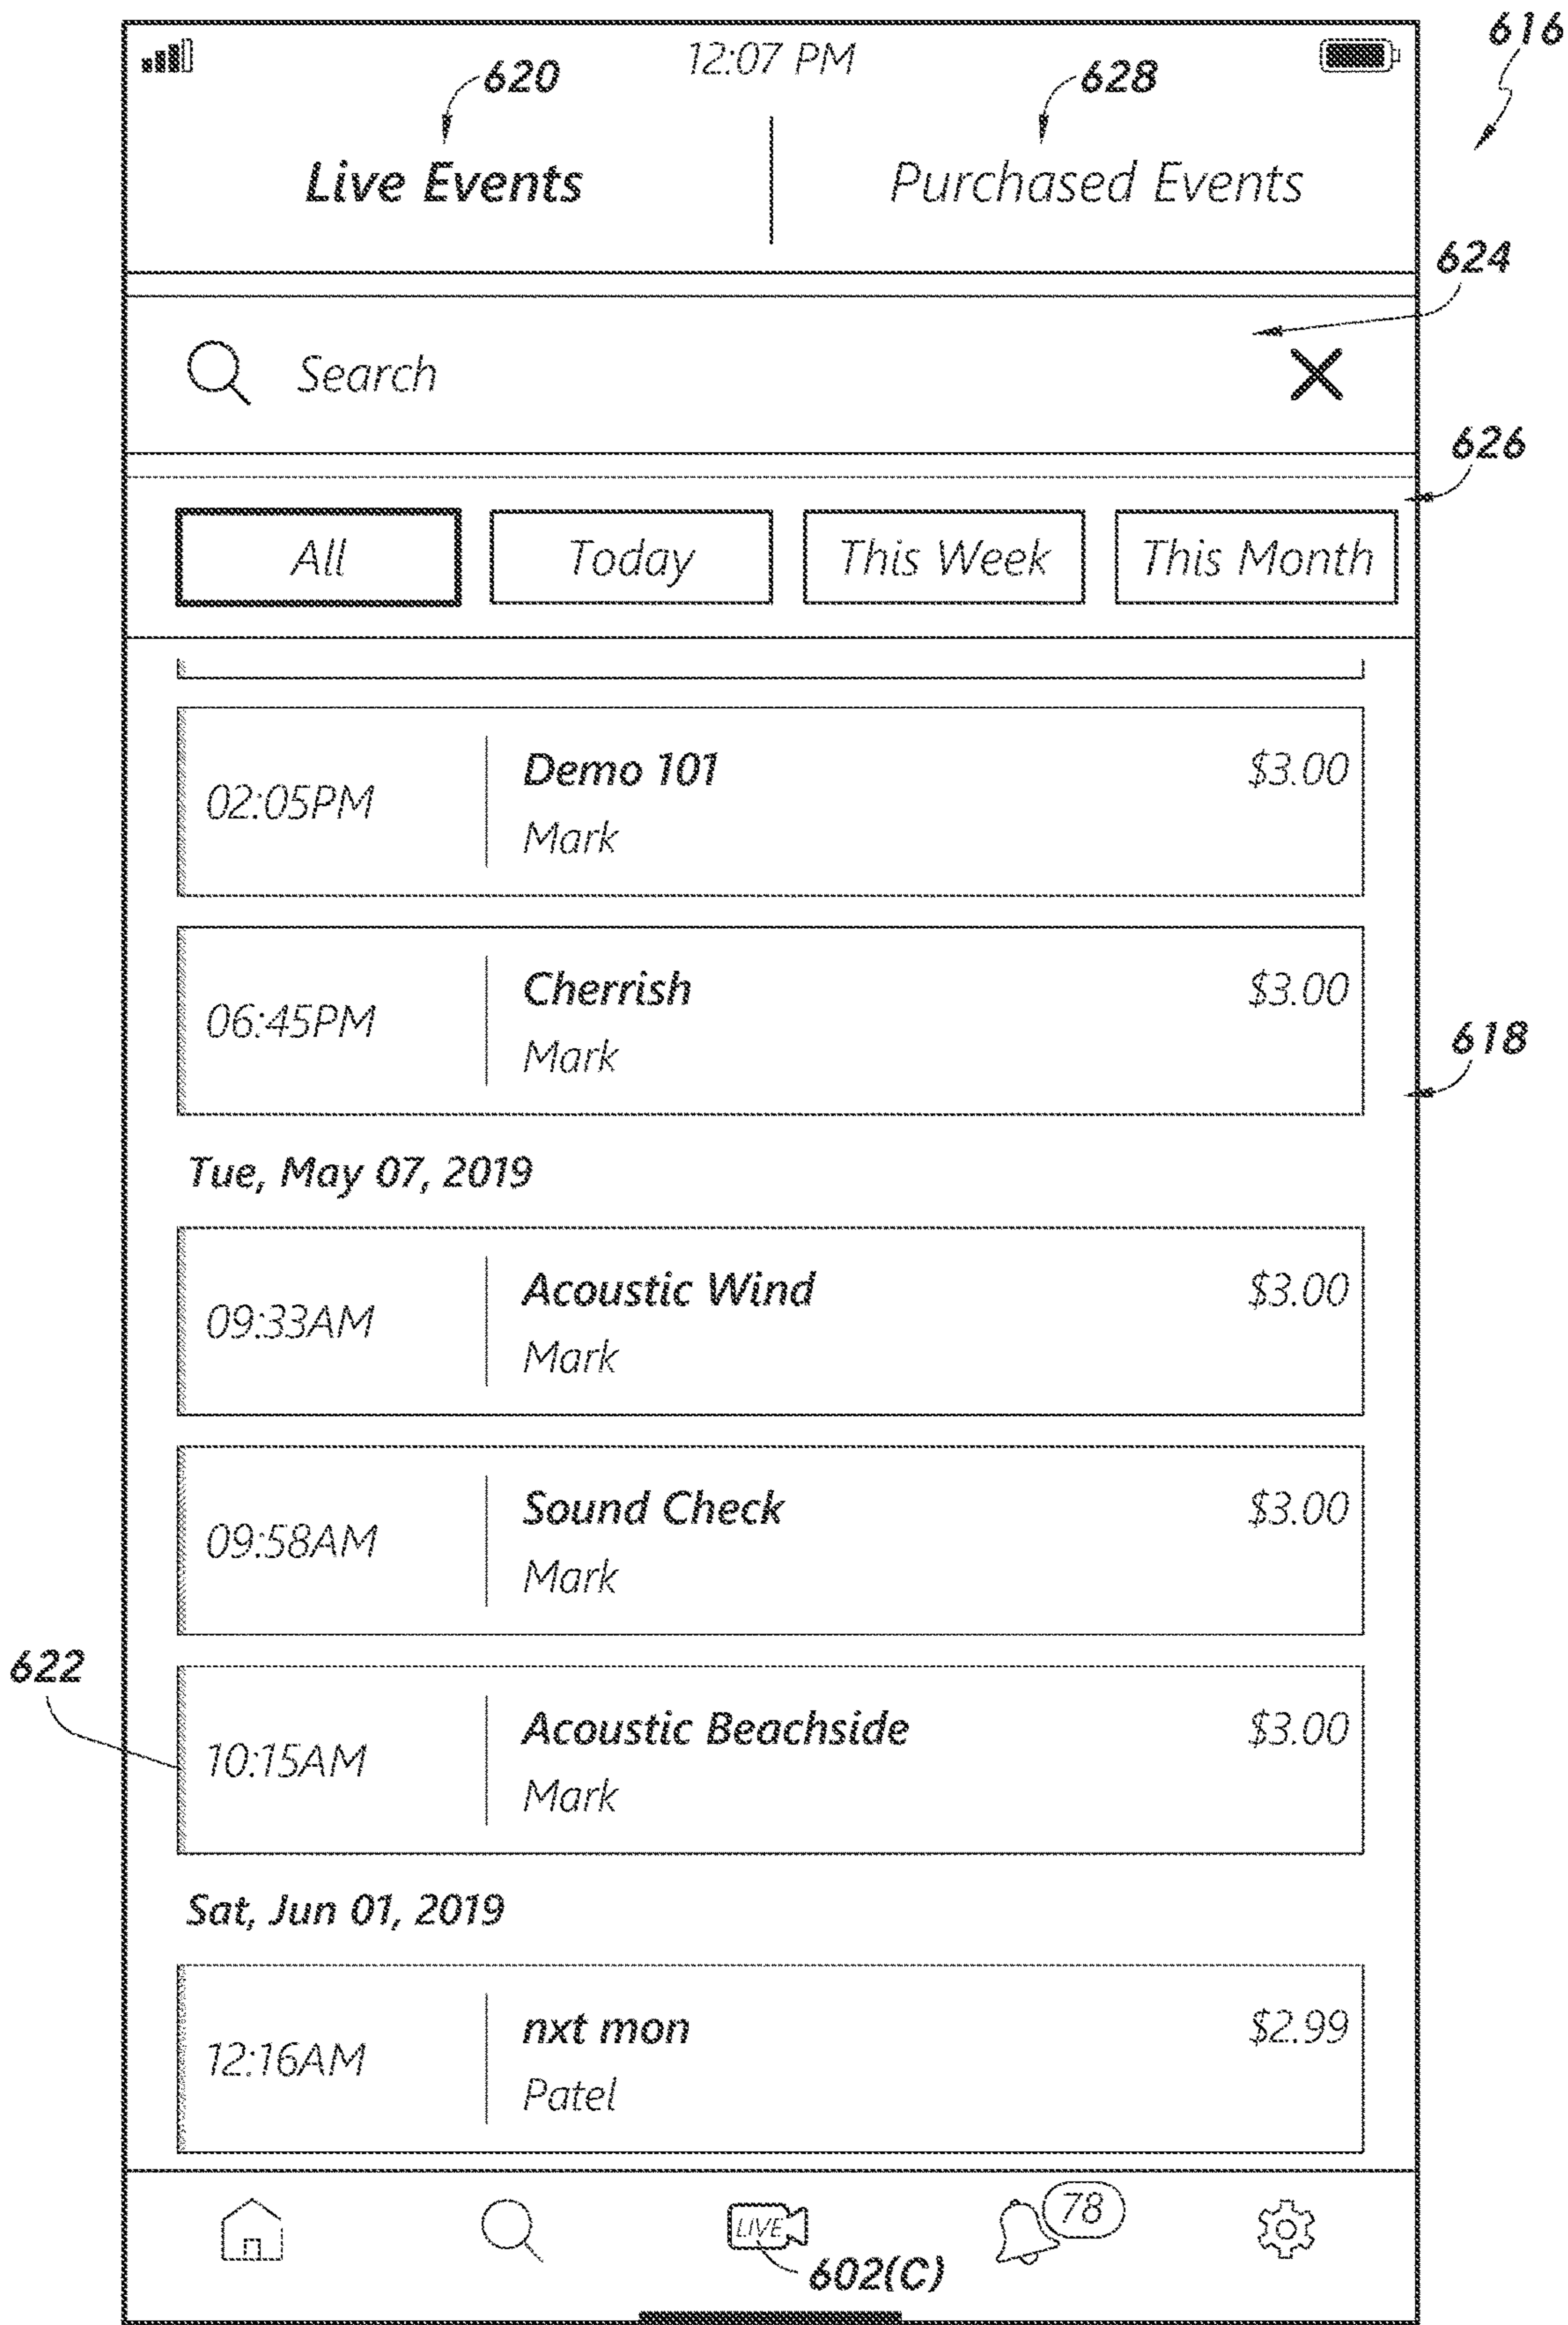 616
12:07 PM
620
628
Live Events
Purchased Events
624
Search
626
All
Today
This Week
This Month
02:05PM
Demo 101
$3.00
Mark
06:45PM
Cherrish
$3.00
Mark
618
Tue, May 07, 2019
09:33AM
Acoustic Wind
$3.00
Mark
09:58AM
Sound Check
$3.00
Mark
622
10:15AM
Acoustic Beachside
$3.00
Mark
Sat, Jun 01, 2019
12:16AM
nxt mon
$2.99
Patel
LIVE
78
602(C)